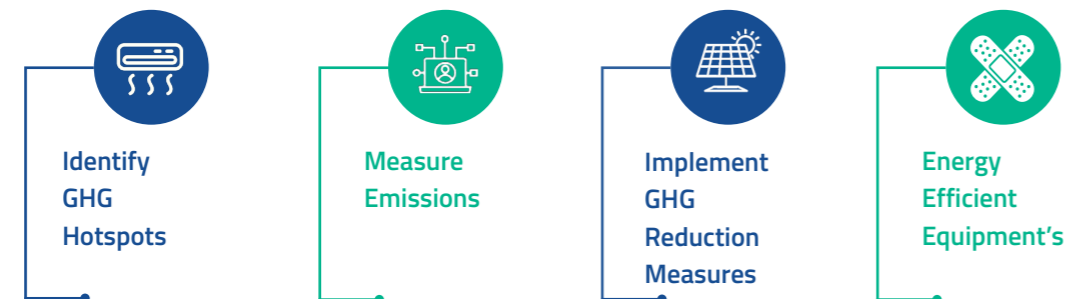 Identify
GHG
Hotspots
Measure
Emissions
Implement
GHG
Reduction
Measures
Energy
Efficient
Equipment’s